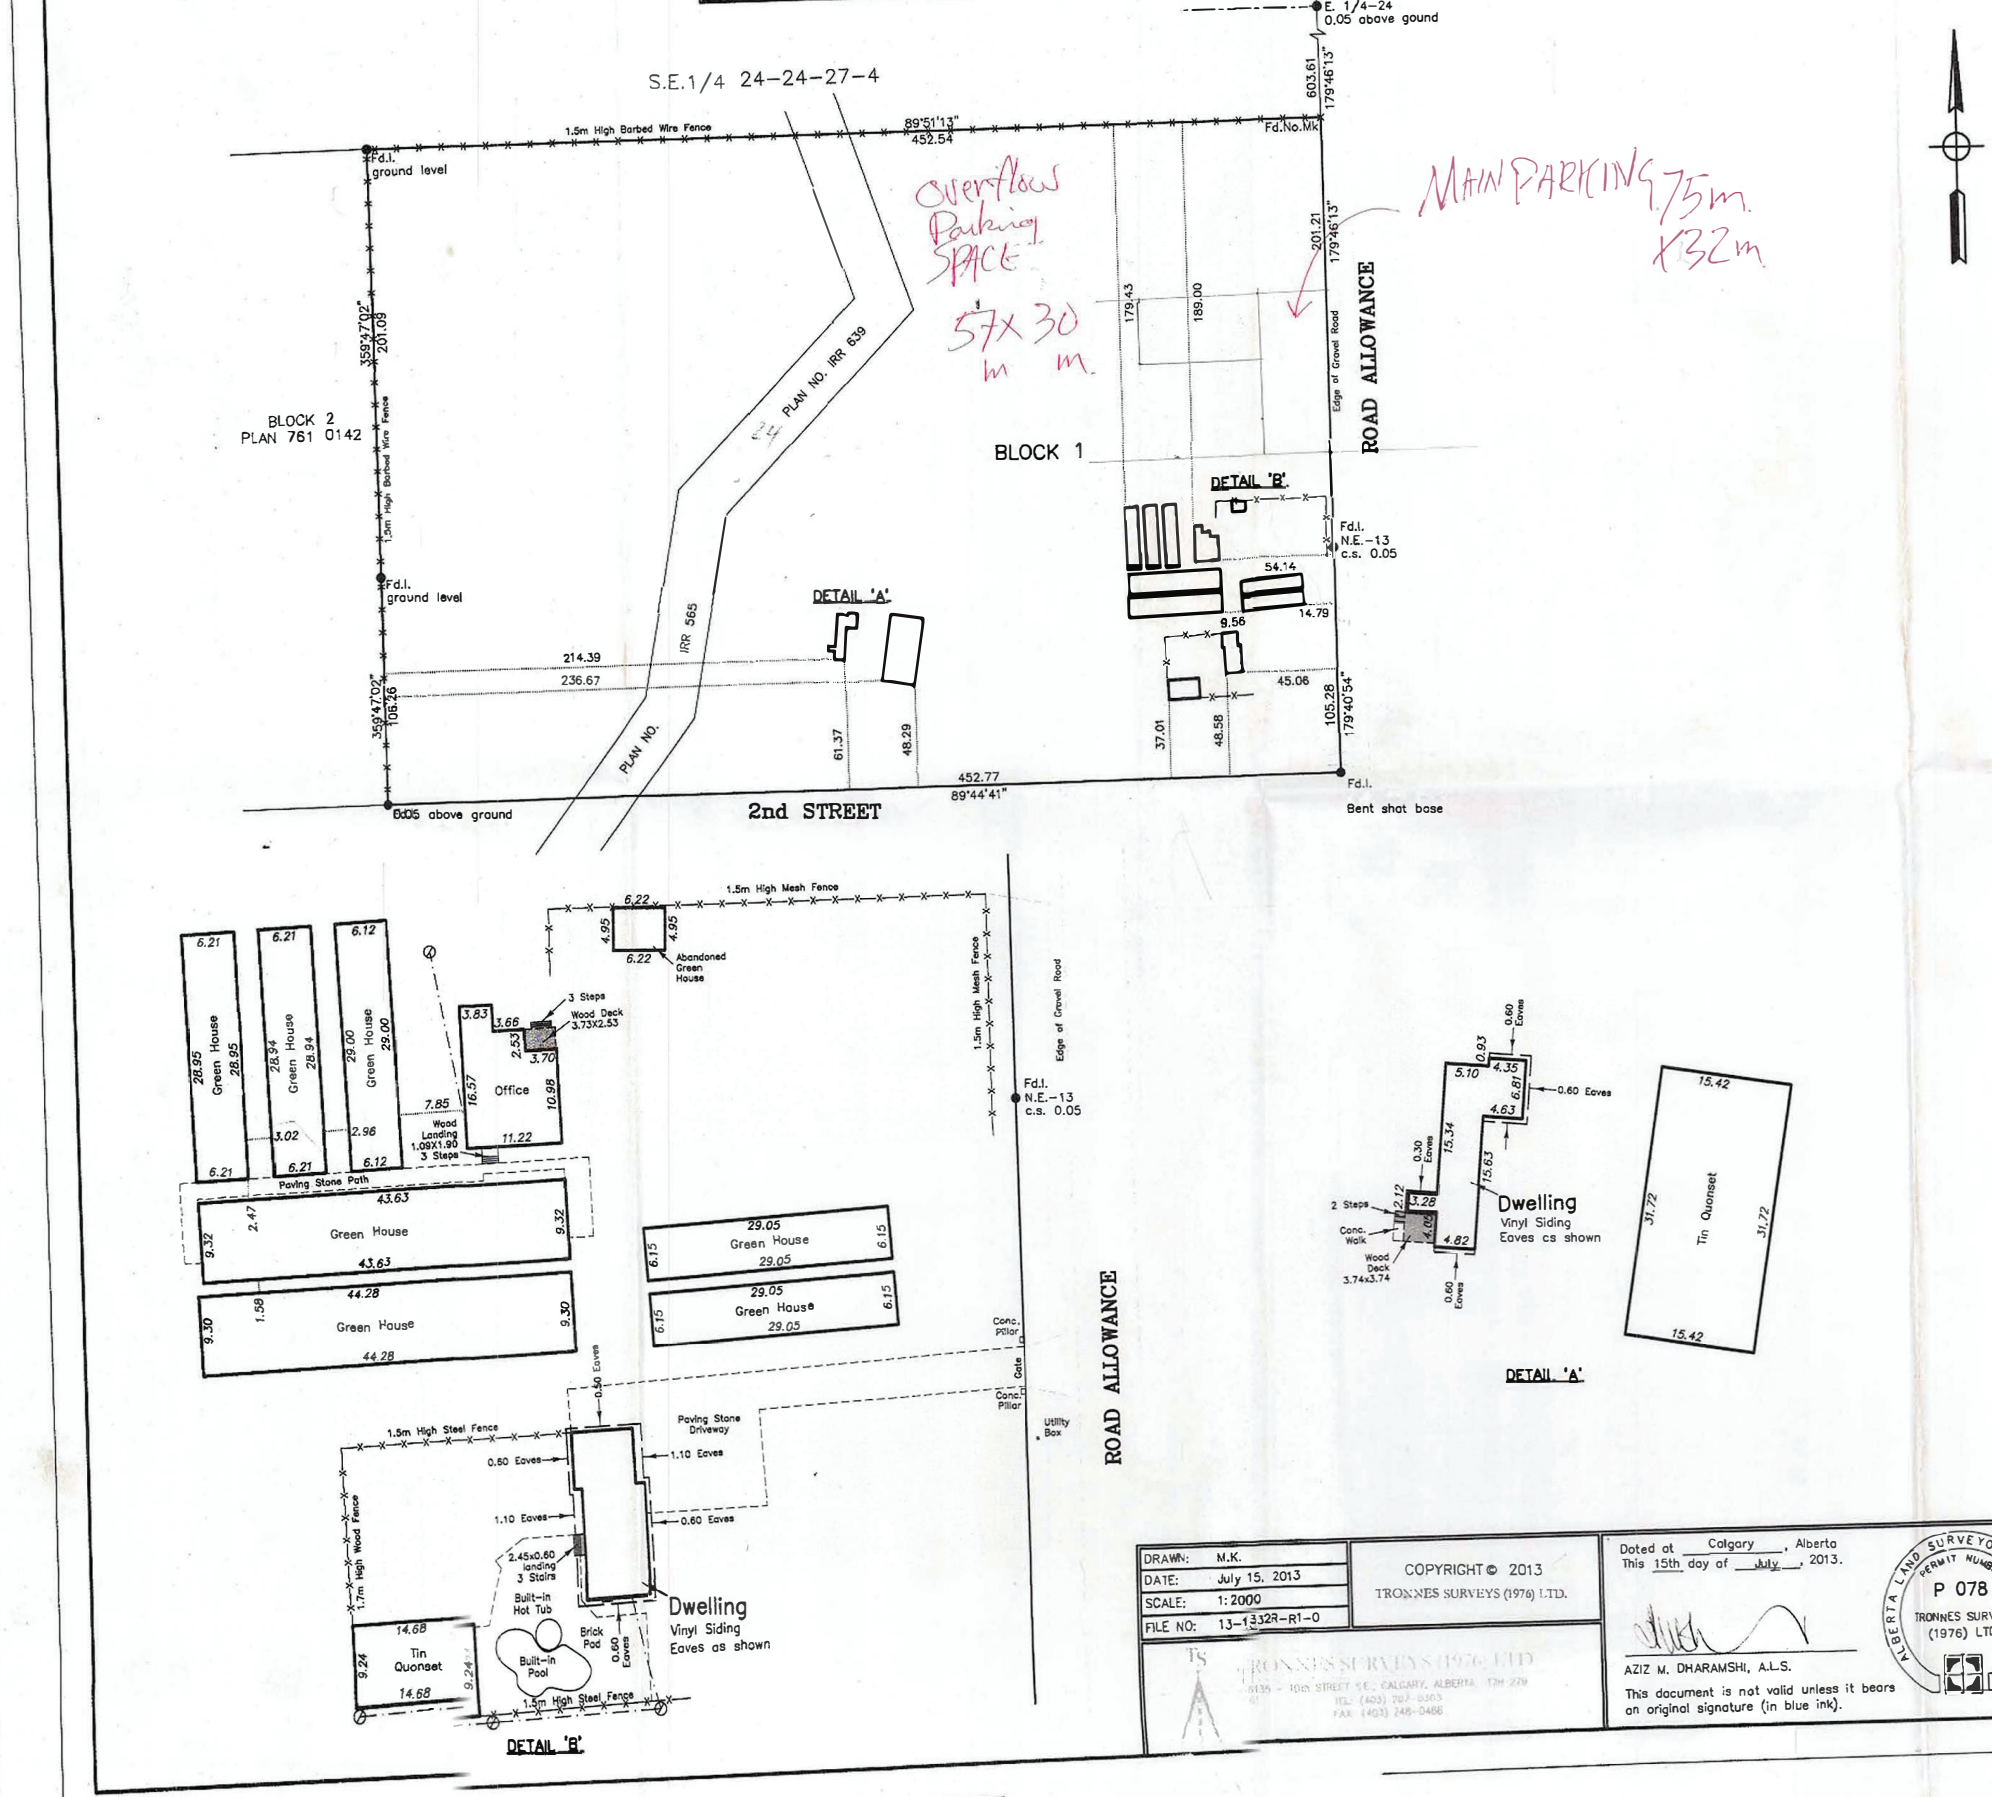 E. 1/4-24
0.05 above gound
603.61
179°46'13"
S.E.1/4 24-24-27-4
1.5m High Barbed Wire Fence
89°51'13"
452.54
Fd.No.Mk
Fd.I.
ground level
overflow
Parking
SPACE
57 X 30
m m.
MAIN PARKING 75m.
X32m
201.21
179°46'13"
179.43
189.00
Edge of Gravel Road
ROAD ALLOWANCE
359°47'02"
201.09
1.5m High Barbed Wire Fence
BLOCK 2
PLAN 761 0142
24 PLAN NO. IRR 639
BLOCK 1
DETAIL 'B'
Fd.I.
N.E.-13
c.s. 0.05
54.14
14.79
9.56
45.06
Fd.I.
ground level
DETAIL 'A'
214.39
236.67
PLAN NO. IRR 565
359°47'02"
106.26
61.37
48.29
37.01
48.58
105.28
179°40'54"
452.77
89°44'41"
2nd STREET
0.05 above ground
Fd.I.
Bent shat base
1.5m High Mesh Fence
6.22
4.95
4.95
6.22
Abandoned
Green
House
6.21
6.21
6.12
28.95
Green House
28.95
28.94
Green House
28.94
29.00
Green House
29.00
3.02
2.96
6.21
6.21
6.12
7.85
3 Steps
Wood Deck
3.73X2.53
3.83
3.66
2.53
3.70
16.57
Office
10.98
11.22
Wood
Landing
1.09X1.90
3 Steps
1.5m High Mesh Fence
Edge of Gravel Road
Fd.I.
N.E.-13
c.s. 0.05
Paving Stone Path
43.63
2.47
9.32
Green House
9.32
43.63
44.28
1.58
9.30
Green House
9.30
44.28
29.05
6.15
Green House
6.15
29.05
29.05
6.15
Green House
6.15
29.05
Conc.
Pillar
Gate
Conc.
Pillar
Utility
Box
ROAD ALLOWANCE
0.50 Eaves
1.5m High Steel Fence
Paving Stone
Driveway
0.60 Eaves
1.10 Eaves
1.10 Eaves
0.60 Eaves
1.7m High Wood Fence
2.45x0.60
landing
3 Stairs
Built-in
Hot Tub
Brick
Pad
0.60
Eaves
Dwelling
Vinyl Siding
Eaves as shown
14.68
9.24
Tin
Quonset
9.24
14.68
Built-in
Pool
1.5m High Steel Fence
DETAIL 'B'
0.60
Eaves
0.93
5.10
4.35
6.81
0.60 Eaves
4.63
15.34
15.63
0.30
Eaves
2.12
3.28
2 Steps
Conc.
Walk
4.05
4.82
Wood
Deck
3.74x3.74
0.60
Eaves
Dwelling
Vinyl Siding
Eaves cs shown
15.42
31.72
Tin Quonset
31.72
15.42
DETAIL 'A'
DRAWN: M.K.
DATE: July 15, 2013
SCALE: 1:2000
FILE NO: 13-1332R-R1-0
COPYRIGHT © 2013
TRONNES SURVEYS (1976) LTD.
TS
TRONNES SURVEYS (1976) LTD
Doted at Calgary, Alberta
This 15th day of July, 2013.
AZIZ M. DHARAMSHI, A.L.S.
This document is not valid unless it bears
an original signature (in blue ink).
ALBERTA LAND SURVEYO
PERMIT NUMB
P 078
TRONNES SURV
(1976) LTD